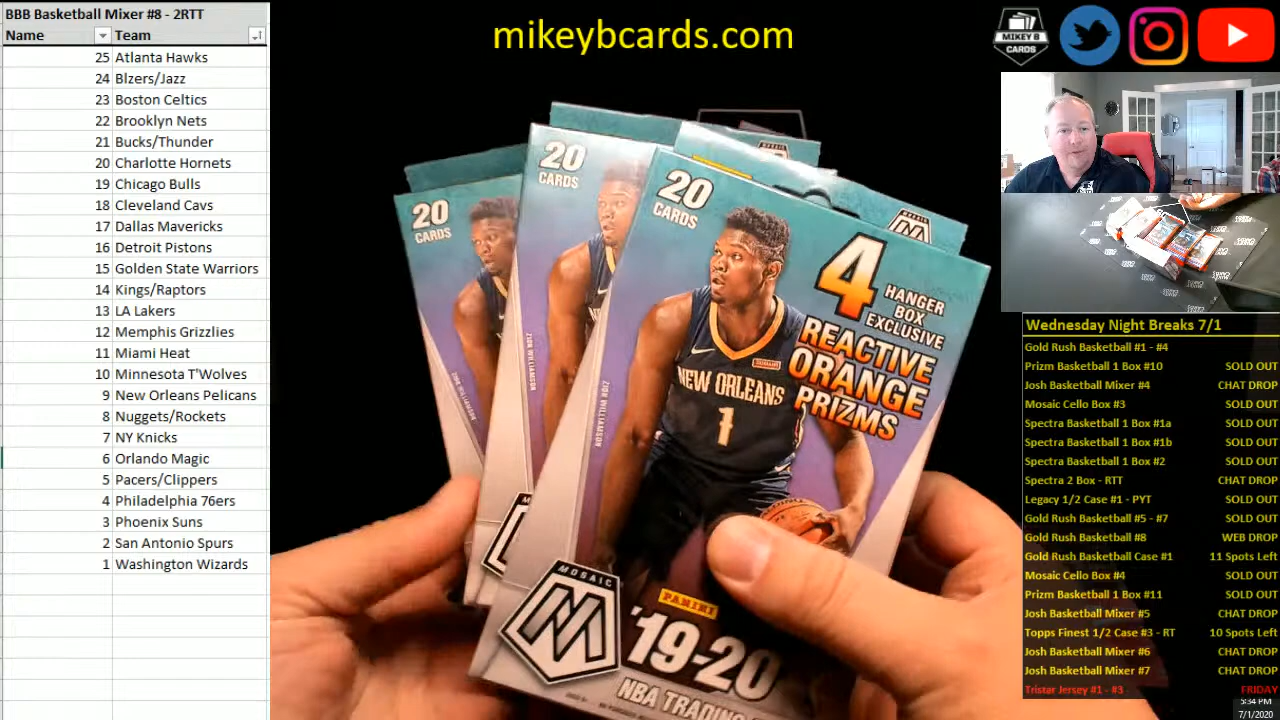 BBB Basketball Mixer #8 - 2RTT
Name Team
25 Atlanta Hawks
24 Blzers/Jazz
23 Boston Celtics
22 Brooklyn Nets
21 Bucks/Thunder
20 Charlotte Hornets
19 Chicago Bulls
18 Cleveland Cavs
17 Dallas Mavericks
16 Detroit Pistons
15 Golden State Warriors
14 Kings/Raptors
13 LA Lakers
12 Memphis Grizzlies
11 Miami Heat
10 Minnesota T'Wolves
9 New Orleans Pelicans
8 Nuggets/Rockets
7 NY Knicks
6 Orlando Magic
5 Pacers/Clippers
4 Philadelphia 76ers
3 Phoenix Suns
2 San Antonio Spurs
1 Washington Wizards
mikeybcards.com
20
CARDS
20
CARDS
20
CARDS
4
HANGER
BOX
EXCLUSIVE
REACTIVE
ORANGE
PRIZMS
NEW ORLEANS
1
ZION WILLIAMSON
ZION WILLIAMSON
MOSAIC
PANINI
'19-20
NBA TRADING
MIKEY B
CARDS
Wednesday Night Breaks 7/1
Gold Rush Basketball #1 - #4
Prizm Basketball 1 Box #10 SOLD OUT
Josh Basketball Mixer #4 CHAT DROP
Mosaic Cello Box #3 SOLD OUT
Spectra Basketball 1 Box #1a SOLD OUT
Spectra Basketball 1 Box #1b SOLD OUT
Spectra Basketball 1 Box #2 SOLD OUT
Spectra 2 Box - RTT CHAT DROP
Legacy 1/2 Case #1 - PYT SOLD OUT
Gold Rush Basketball #5 - #7 SOLD OUT
Gold Rush Basketball #8 WEB DROP
Gold Rush Basketball Case #1 11 Spots Left
Mosaic Cello Box #4 SOLD OUT
Prizm Basketball 1 Box #11 SOLD OUT
Josh Basketball Mixer #5 CHAT DROP
Topps Finest 1/2 Case #3 - RT 10 Spots Left
Josh Basketball Mixer #6 CHAT DROP
Josh Basketball Mixer #7 CHAT DROP
Tristar Jersey #1 - #3 FRIDAY
5:34 PM
7/1/2020